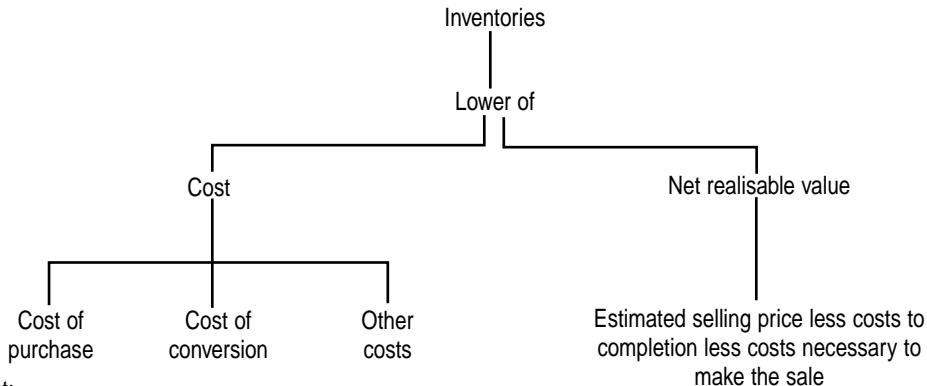 Inventories
Lower of
Cost
Net realisable value
Cost of
purchase
Cost of
conversion
Other
costs
Estimated selling price less costs to
completion less costs necessary to
make the sale